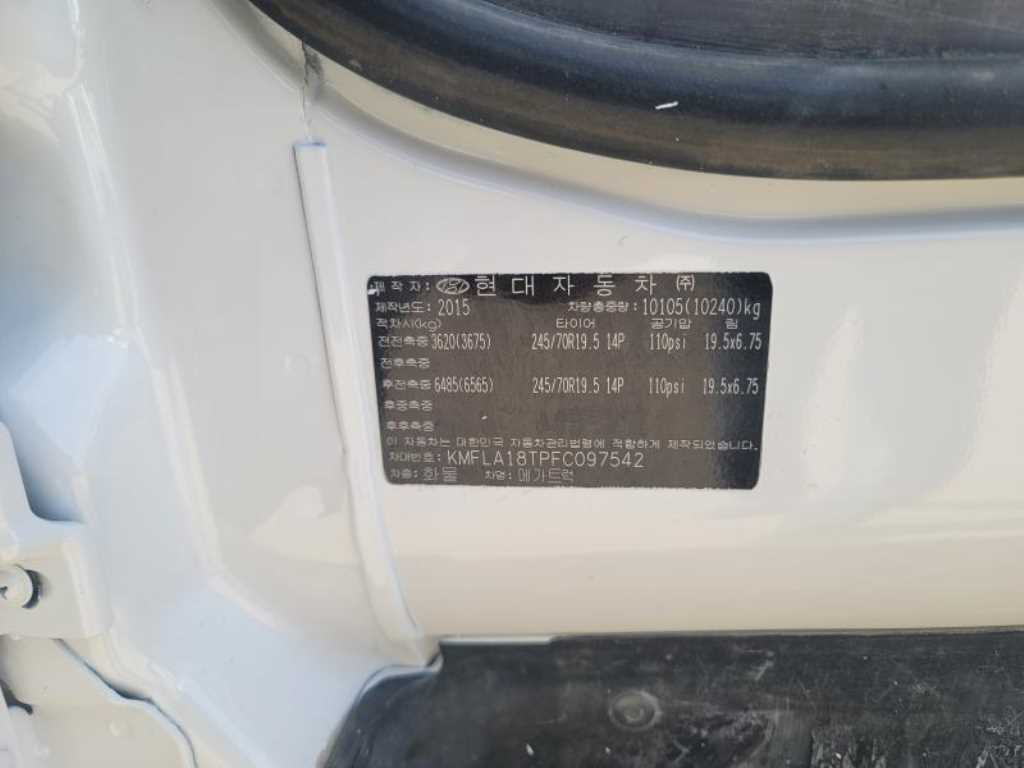 제작자: 현대자동차 ㈜
제작년도: 2015 차량총중량: 10105(10240)kg
적차시(kg) 타이어 공기압 림
전전축중 3620(3675) 245/70R19.5 14P 110psi 19.5x6.75
전후축중
후전축중 6485(6565) 245/70R19.5 14P 110psi 19.5x6.75
후중축중
후후축중
이 자동차는 대한민국 자동차관리법령에 적합하게 제작되었습니다.
차대번호: KMFLA18TPFC097542
차종: 화물 차명: 메가트럭